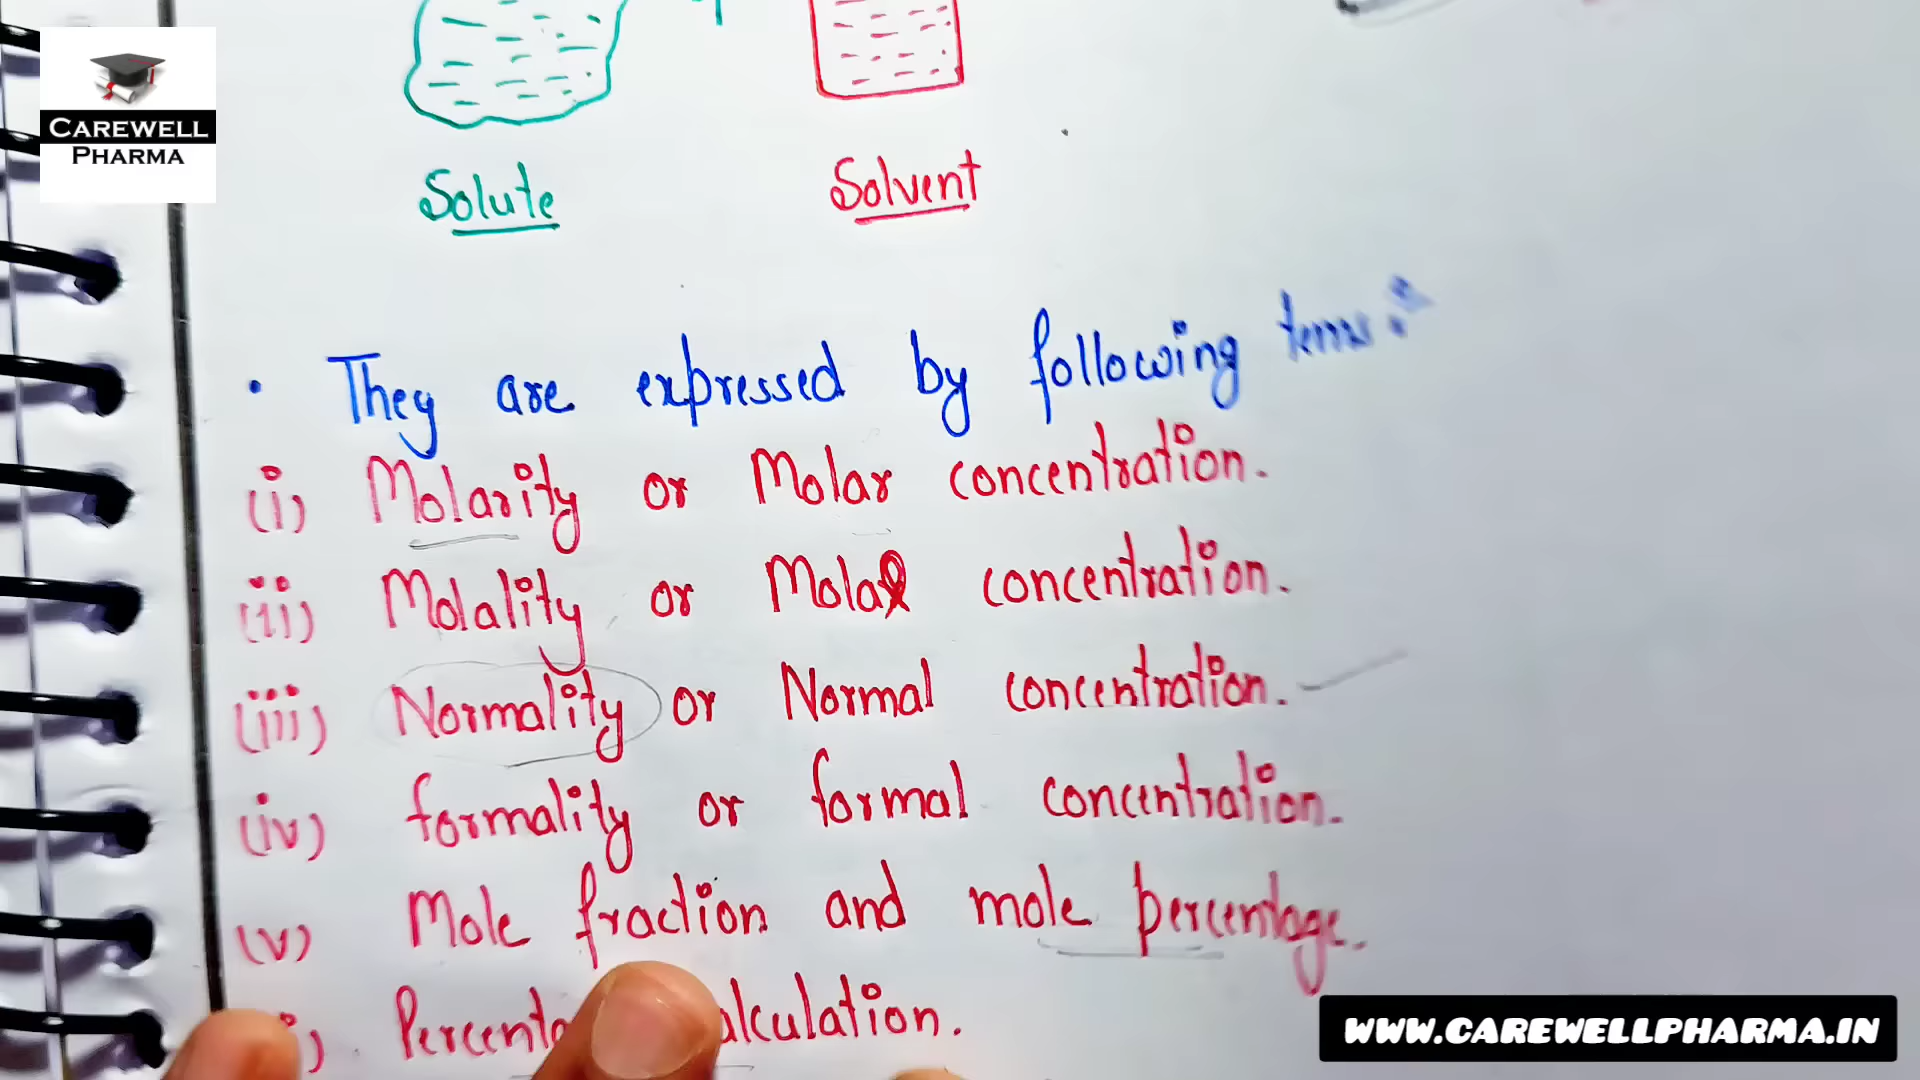 CAREWELL
PHARMA
Solute
Solvent
• They are expressed by following terms:-
(i) Molarity or Molar concentration.
(ii) Molality or Molal concentration.
(iii) Normality or Normal concentration.
(iv) formality or formal concentration.
(v) Mole fraction and mole percentage.
Percenta alculation.
WWW.CAREWELLPHARMA.IN